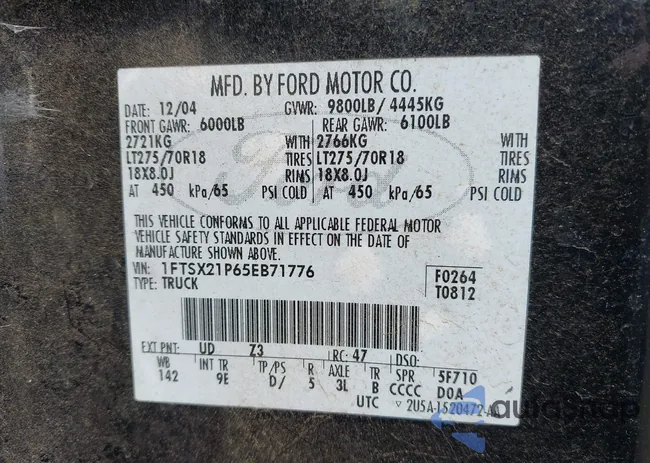 MFD. BY FORD MOTOR CO.
DATE: 12/04 GVWR: 9800LB/ 4445KG
FRONT GAWR: 6000LB REAR GAWR: 6100LB
2721KG WITH 2766KG WITH
LT275/70R18 TIRES LT275/70R18 TIRES
18X8.0J RIMS 18X8.0J RIMS
AT 450 kPa/65 PSI COLD AT 450 kPa/65 PSI COLD
Ford
THIS VEHICLE CONFORMS TO ALL APPLICABLE FEDERAL MOTOR
VEHICLE SAFETY STANDARDS IN EFFECT ON THE DATE OF
MANUFACTURE SHOWN ABOVE.
VIN: 1FTSX21P65EB71776 F0264
TYPE: TRUCK T0812
EXT PNT: UD Z3 RC: 47 DSO:
WB INT TR TP/PS R AXLE TR SPR 5F710
142 9E D/ 5 3L B CCCC DOA
UTC 2U5A-1520472-AA